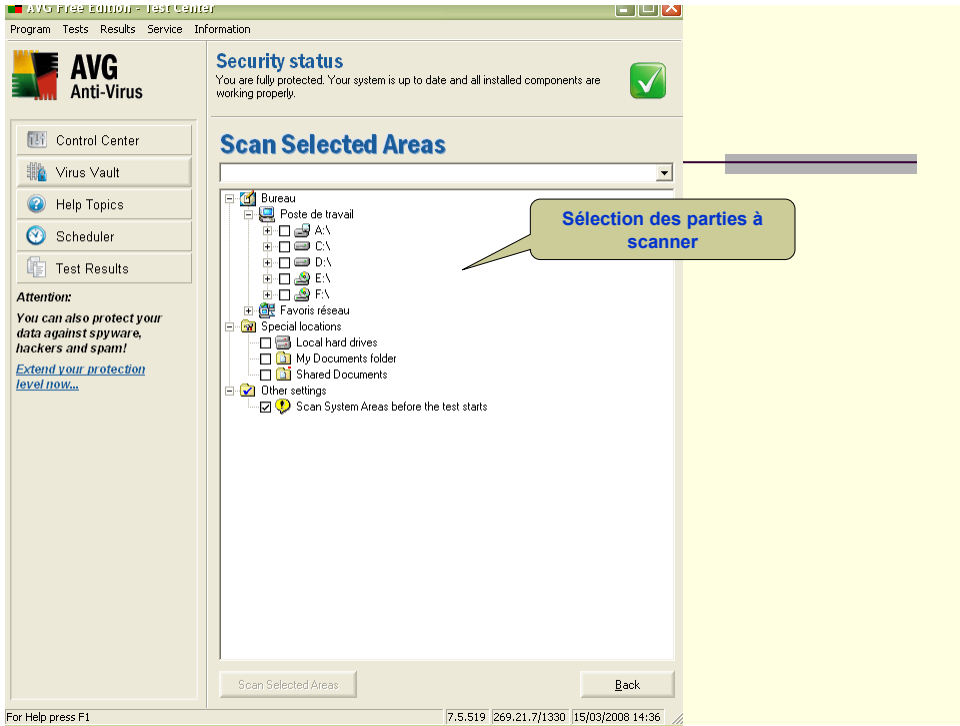 AVG Free Edition - Test Center
Program Tests Results Service Information
AVG
Anti-Virus
Security status
You are fully protected. Your system is up to date and all installed components are
working properly.
Control Center
Virus Vault
Help Topics
Scheduler
Test Results
Attention:
You can also protect your
data against spyware,
hackers and spam!
Extend your protection
level now...
Scan Selected Areas
Bureau
Poste de travail
A:\
C:\
D:\
E:\
F:\
Favoris réseau
Special locations
Local hard drives
My Documents folder
Shared Documents
Other settings
Scan System Areas before the test starts
Sélection des parties à
scanner
Scan Selected Areas
Back
For Help press F1
7.5.519 269.21.7/1330 15/03/2008 14:36